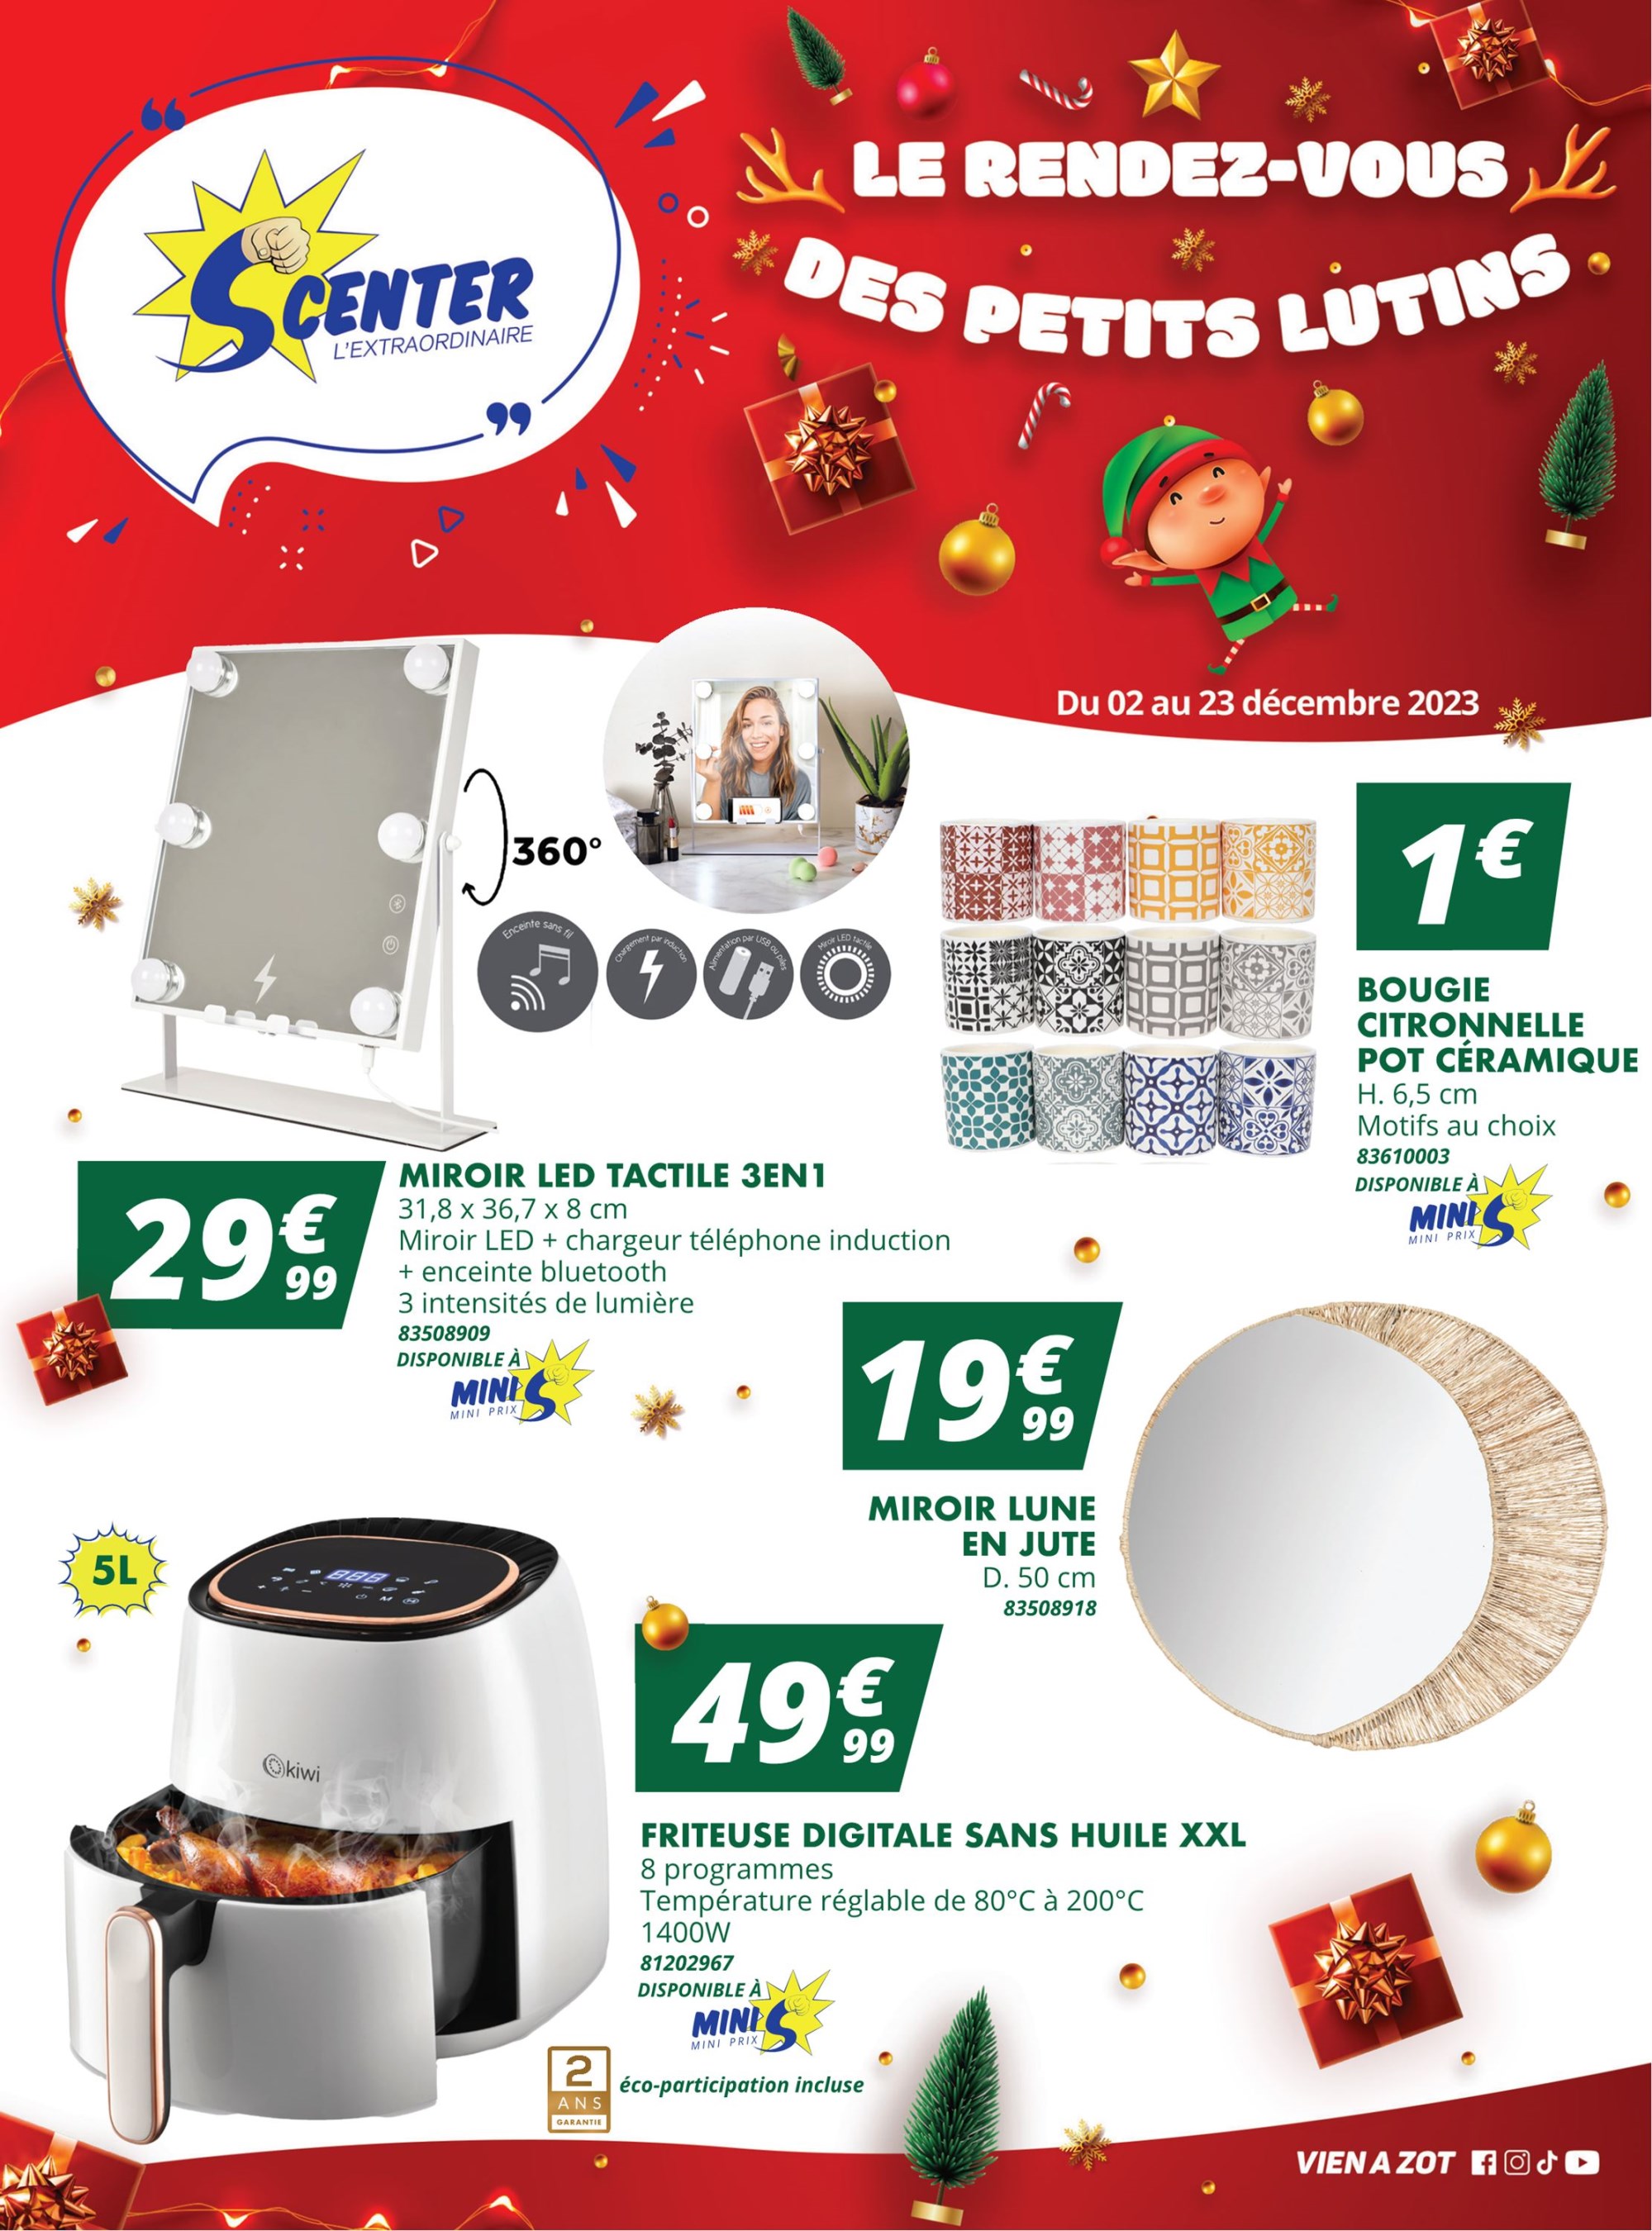 “
S CENTER
L'EXTRAORDINAIRE
”
LE RENDEZ-VOUS
DES PETITS LUTINS
Du 02 au 23 décembre 2023
360°
Enceinte sans fil
Chargement par induction
Alimentation par USB ou piles
Miroir LED tactile
1€
BOUGIE
CITRONNELLE
POT CÉRAMIQUE
H. 6,5 cm
Motifs au choix
83610003
DISPONIBLE À
MINI S
MINI PRIX
29€99
MIROIR LED TACTILE 3EN1
31,8 x 36,7 x 8 cm
Miroir LED + chargeur téléphone induction
+ enceinte bluetooth
3 intensités de lumière
83508909
DISPONIBLE À
MINI S
MINI PRIX
19€99
MIROIR LUNE
EN JUTE
D. 50 cm
83508918
5L
888
M
kiwi
49€99
FRITEUSE DIGITALE SANS HUILE XXL
8 programmes
Température réglable de 80°C à 200°C
1400W
81202967
DISPONIBLE À
MINI S
MINI PRIX
2
ANS
GARANTIE
éco-participation incluse
VIEN A ZOT